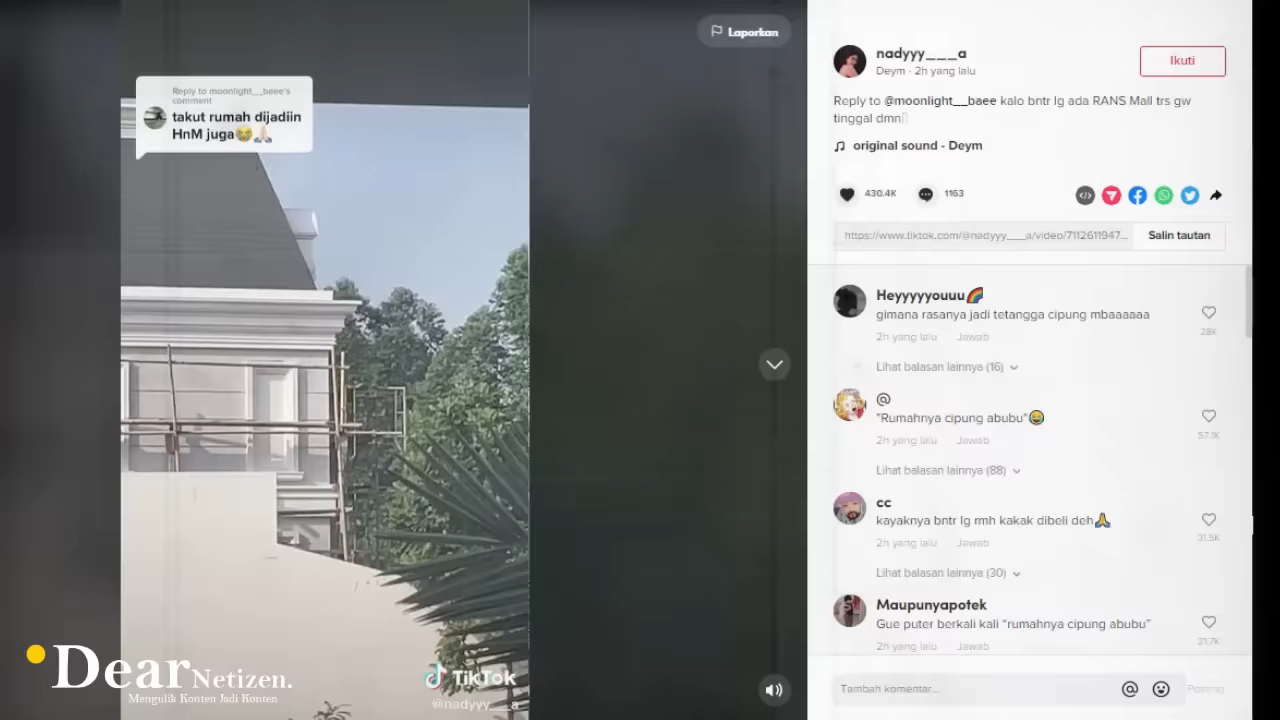 Laporkan
Reply to moonlight__baee's
comment
takut rumah dijadiin
HnM juga😭🙏🏻
Dear Netizen.
Mengulik Konten Jadi Konten
TikTok
@nadyyy___a
nadyyy___a
Deym · 2h yang lalu
Ikuti
Reply to @moonlight__baee kalo bntr lg ada RANS Mall trs gw
tinggal dmn
original sound - Deym
430.4K
1163
https://www.tiktok.com/@nadyyy___a/video/7112611947...
Salin tautan
Heyyyyyouuu🌈
gimana rasanya jadi tetangga cipung mbaaaaaa
2h yang lalu Jawab
28K
Lihat balasan lainnya (16)
@
"Rumahnya cipung abubu"😂
2h yang lalu Jawab
57.1K
Lihat balasan lainnya (88)
cc
kayaknya bntr lg rmh kakak dibeli deh🙏
2h yang lalu Jawab
31.5K
Lihat balasan lainnya (30)
Maupunyapotek
Gue puter berkali kali "rumahnya cipung abubu"
2h yang lalu Jawab
21.7K
Tambah komentar...
Posting